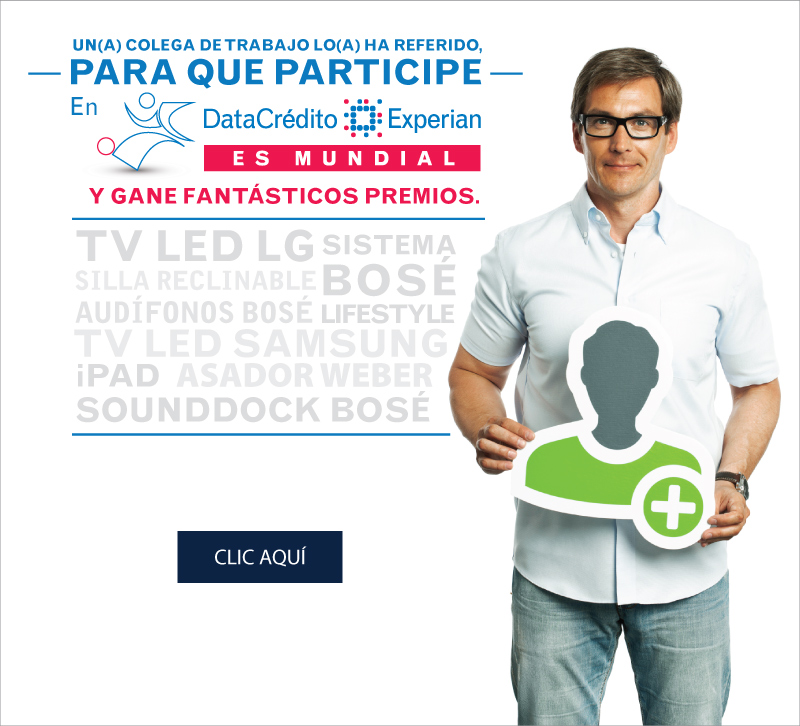 UN(A) COLEGA DE TRABAJO LO(A) HA REFERIDO,
PARA QUE PARTICIPE
En DataCrédito Experian
ES MUNDIAL
Y GANE FANTÁSTICOS PREMIOS.
TV LED LG SISTEMA
SILLA RECLINABLE BOSÉ
AUDÍFONOS BOSÉ LIFESTYLE
TV LED SAMSUNG
iPAD ASADOR WEBER
SOUNDDOCK BOSÉ
CLIC AQUÍ